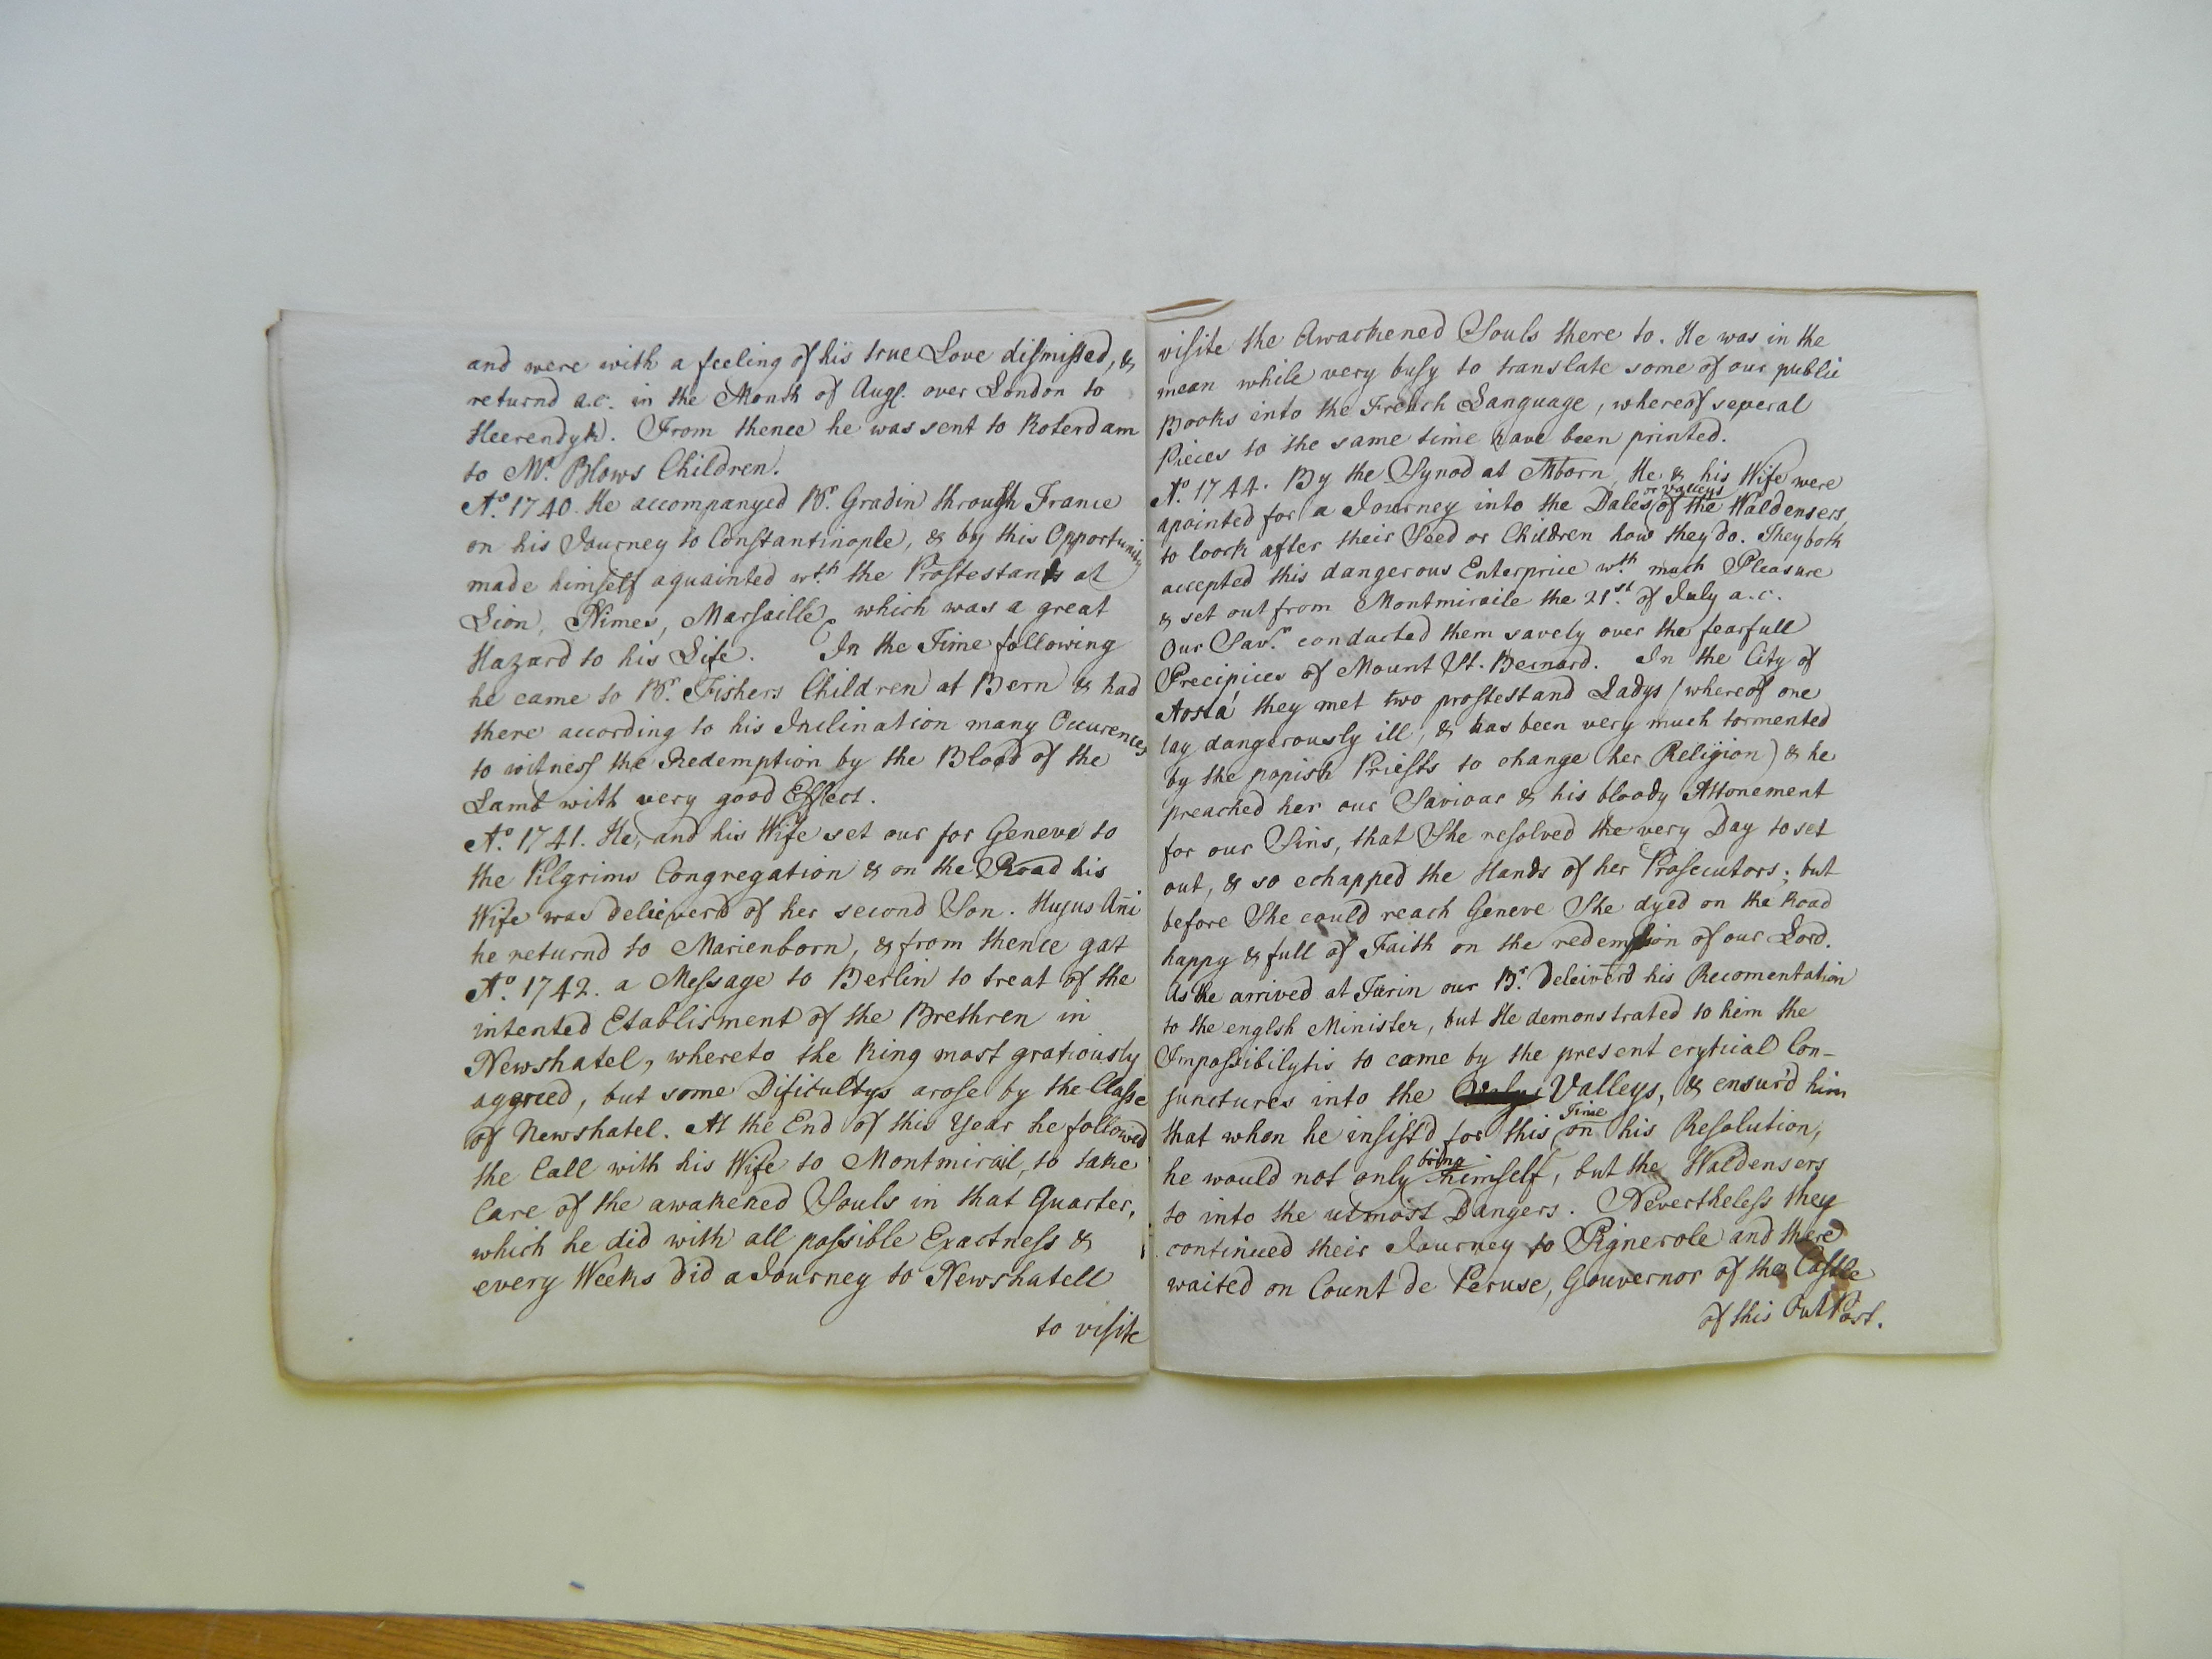 and were with a feeling of his true Love dismissed, &
returnd a.c. in the Month of Augs. over London to
Heerendyk. From thence he was sent to Roterdam
to Mr. Blows Children.
Ao. 1740. He accompanyed Br. Gradin through France
on his Journey to Constantinople, & by this Opportunity
made himself aquainted wth. the Prostestants at
Lion, Nimes, Marsaille, which was a great
Hazard to his Life. In the Time following
he came to Br. Fishers Children at Bern & had
there according to his Inclination many Occurences
to witness the Redemption by the Blood of the
Lamb with very good Effect.
Ao. 1741. He, and his Wife set our for Geneve to
the Pilgrims Congregation & on the Road his
Wife was delieverd of her second Son. Hujus Añi
he returnd to Marienborn, & from thence gat
Ao. 1742. a Message to Berlin to treat of the
intented Etablisment of the Brethren in
Newshatel, whereto the King most gratiously
aggreed, but some Dificultys arose by the Classe
of Newshatel. At the End of this Year he followed
the Call with his Wife to Montmirail, to take
Care of the awakened Souls in that Quarter,
which he did with all possible Exactness &
every Weeks did a Journey to Newshatell
to visite
visite the Awackened Souls there to. He was in the
mean while very busy to translate some of our public
Books into the French Language, whereof several
Pieces to the same time have been printed.
Ao. 1744. By the Synod at Mborn, He & his Wife were
apointed for a Journey into the Dales or valleys of the Waldensers,
to loock after their Seed or Children how they do. They both
accepted this dangerous Enterprice wth. much Pleasure
& set out from Montmiraile the 21st. of July a.c.
Our Savr. conducted them savely over the fearfull
Precipices of Mount St. Bernard. In the City of
Aosta they met two prostestand Ladys (whereof one
lay dangerously ill, & has been very much tormented
by the popish Priests to change her Religion) & he
preached her our Saviour & his bloody Attonement
for our Sins, that She resolved the very Day to set
out, & so echapped the Hands of her Prosecutors; but
before She could reach Geneve She dyed on the Road
happy & full of Faith on the redemption of our Lord.
As he arrived at Turin our Br. deleiverd his Recomentation
to the englsh Minister, but He demonstrated to him the
Impossibilytis to come by the present crytical Con-
junctures into the Valleys, & ensur'd him
that when he insist'd for this Time on his Resolution,
he would not only bring himself, but the Waldensers
to into the utmost Dangers. Nevertheless they
continued their Journey to Pignerole and there
waited on Count de Peruse, Gouvernor of the Castle
of this OutPost.